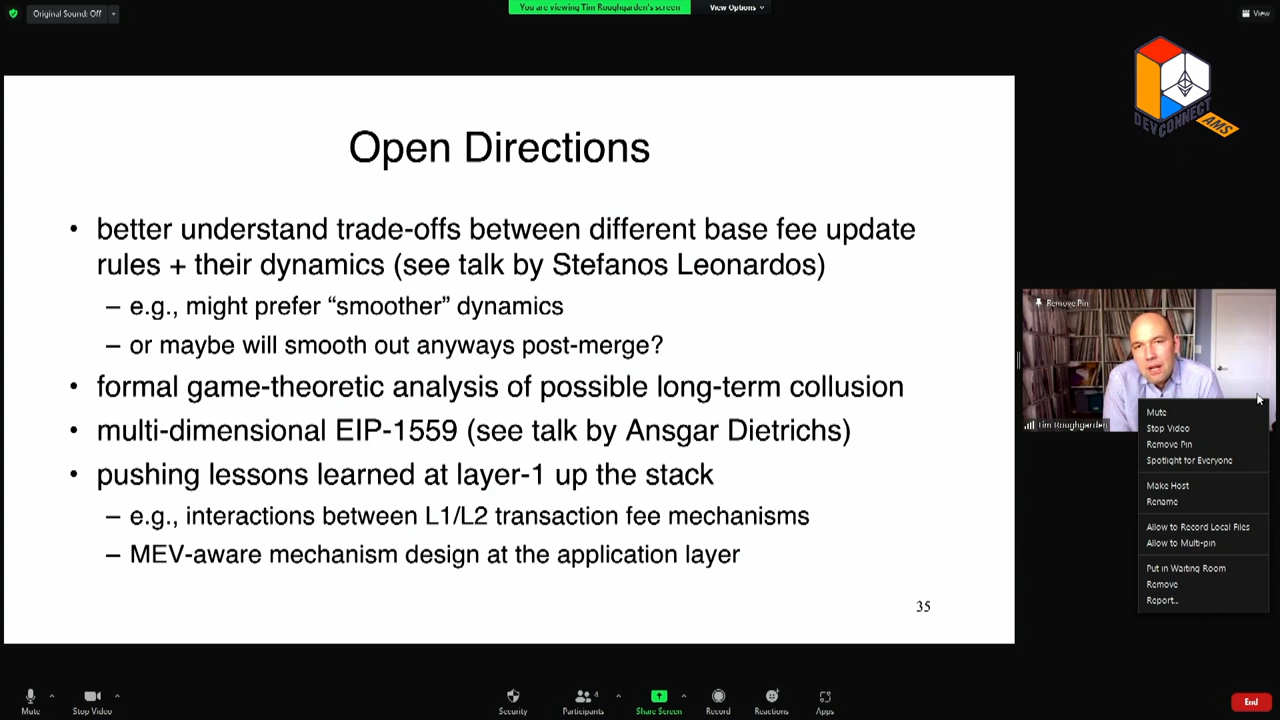 Original Sound: Off
You are viewing Tim Roughgarden's screen
View Options
View
DEVCONNECT
AMS
Open Directions
• better understand trade-offs between different base fee update
rules + their dynamics (see talk by Stefanos Leonardos)
– e.g., might prefer “smoother” dynamics
– or maybe will smooth out anyways post-merge?
• formal game-theoretic analysis of possible long-term collusion
• multi-dimensional EIP-1559 (see talk by Ansgar Dietrichs)
• pushing lessons learned at layer-1 up the stack
– e.g., interactions between L1/L2 transaction fee mechanisms
– MEV-aware mechanism design at the application layer
35
Remove Pin
Tim Roughgarden
Mute
Stop Video
Remove Pin
Spotlight for Everyone
Make Host
Rename
Allow to Record Local Files
Allow to Multi-pin
Put in Waiting Room
Remove
Report...
Mute
Stop Video
Security
Participants
4
Share Screen
Record
Reactions
Apps
End